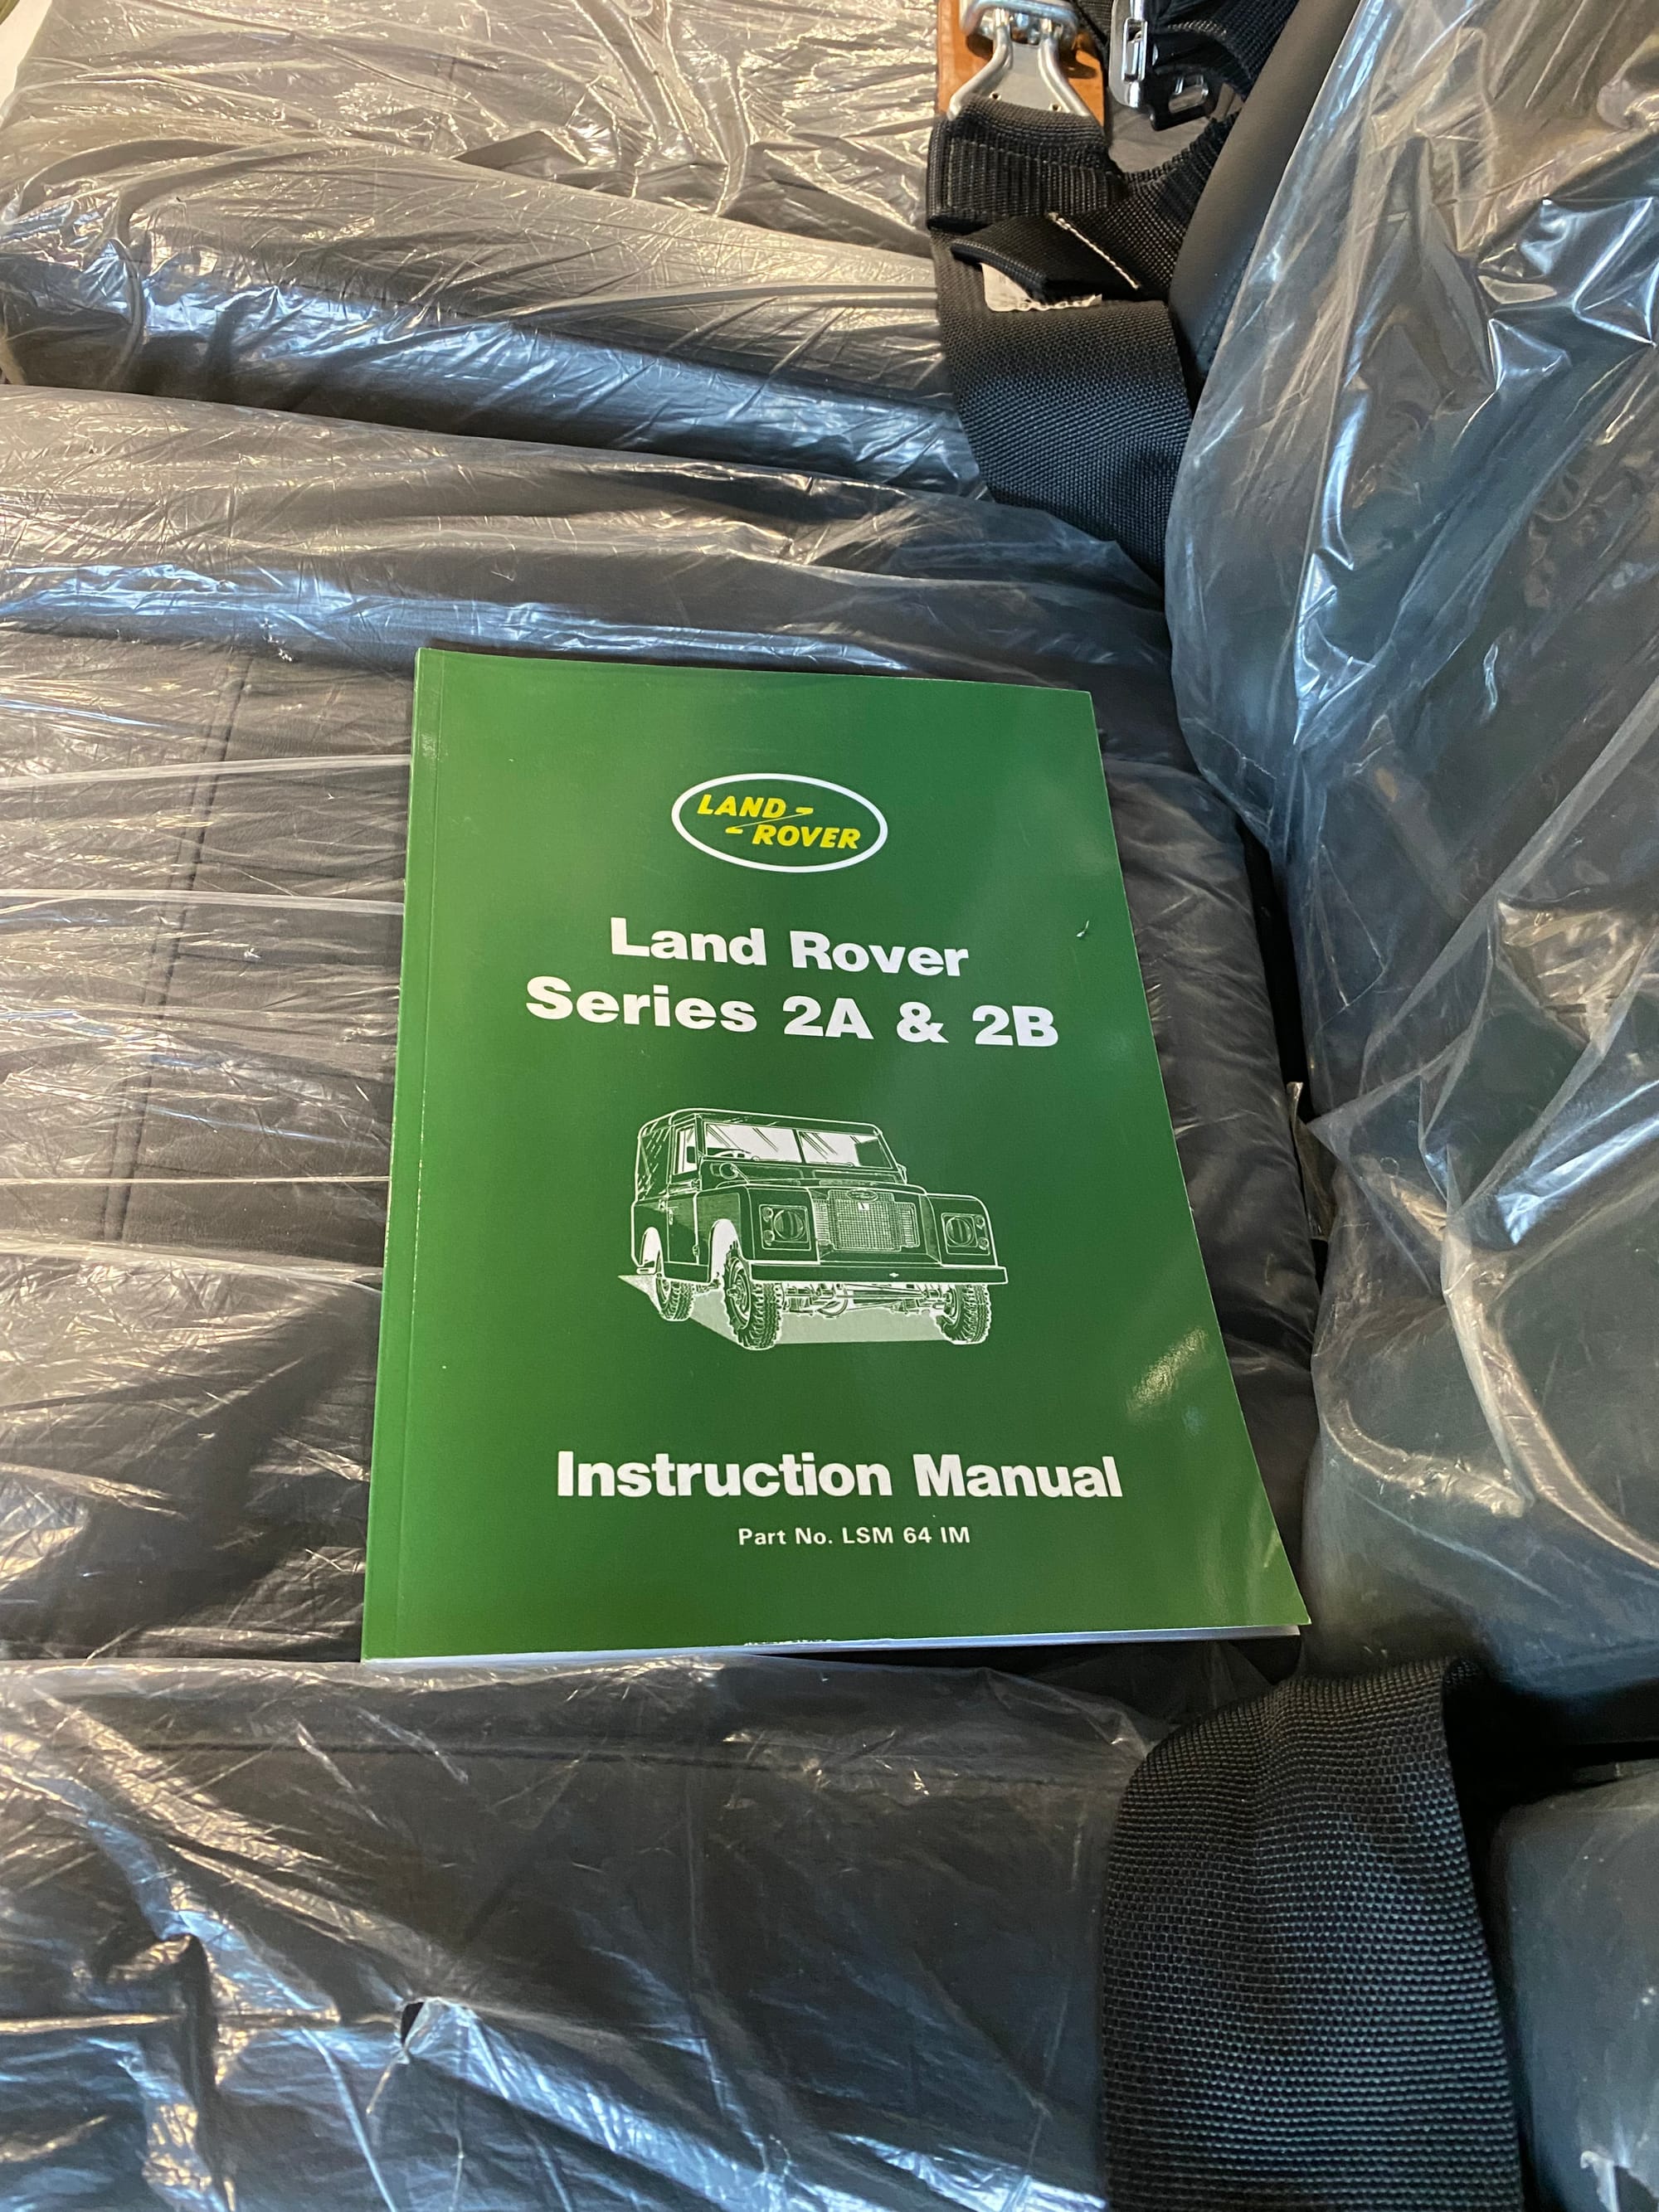 LAND
ROVER
Land Rover
Series 2A & 2B
Instruction Manual
Part No. LSM 64 IM